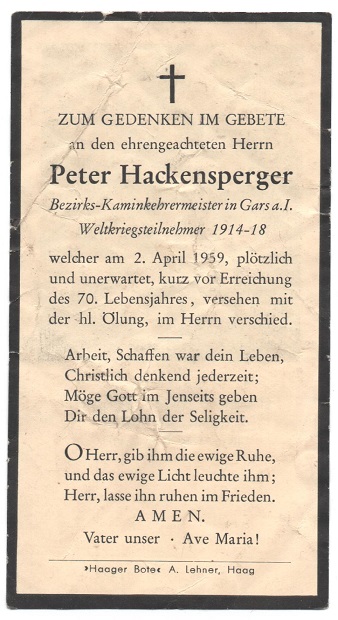 ZUM GEDENKEN IM GEBETE
an den ehrengeachteten Herrn
Peter Hackensperger
Bezirks-Kaminkehrermeister in Gars a.I.
Weltkriegsteilnehmer 1914-18
welcher am 2. April 1959, plötzlich
und unerwartet, kurz vor Erreichung
des 70. Lebensjahres, versehen mit
der hl. Ölung, im Herrn verschied.
Arbeit, Schaffen war dein Leben,
Christlich denkend jederzeit;
Möge Gott im Jenseits geben
Dir den Lohn der Seligkeit.
O Herr, gib ihm die ewige Ruhe,
und das ewige Licht leuchte ihm;
Herr, lasse ihn ruhen im Frieden.
AMEN.
Vater unser · Ave Maria!
»Haager Bote« A. Lehner, Haag